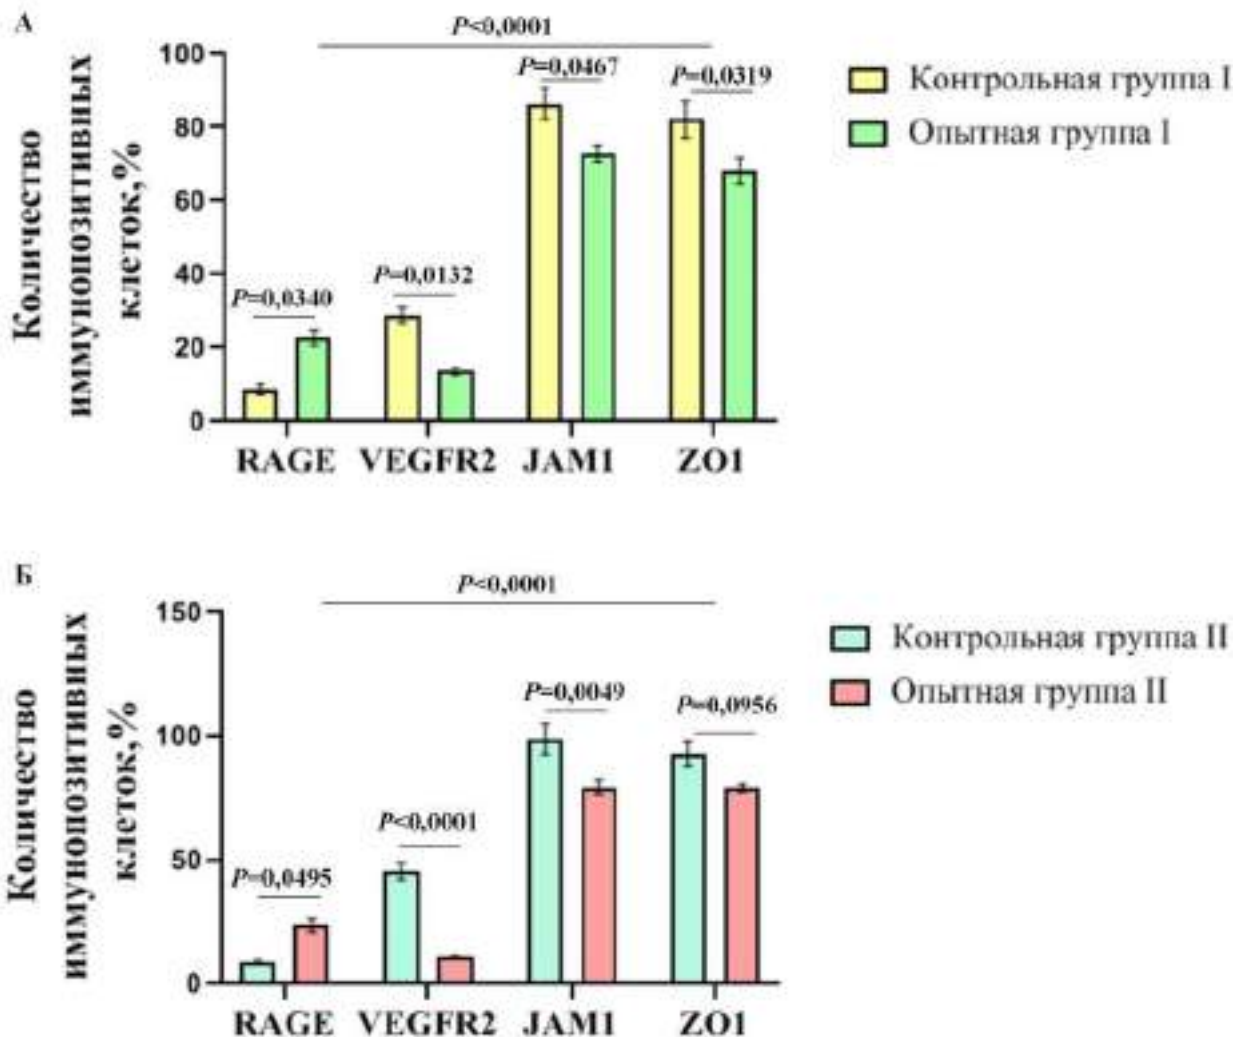 А
P<0,0001
Количество
иммунопозитивных
клеток,%
100
80
60
40
20
0
P=0,0340
P=0,0132
P=0,0467
P=0,0319
RAGE VEGFR2 JAM1 ZO1
Контрольная группа I
Опытная группа I
Б
P<0,0001
Количество
иммунопозитивных
клеток,%
150
100
50
0
P=0,0495
P<0,0001
P=0,0049
P=0,0956
RAGE VEGFR2 JAM1 ZO1
Контрольная группа II
Опытная группа II